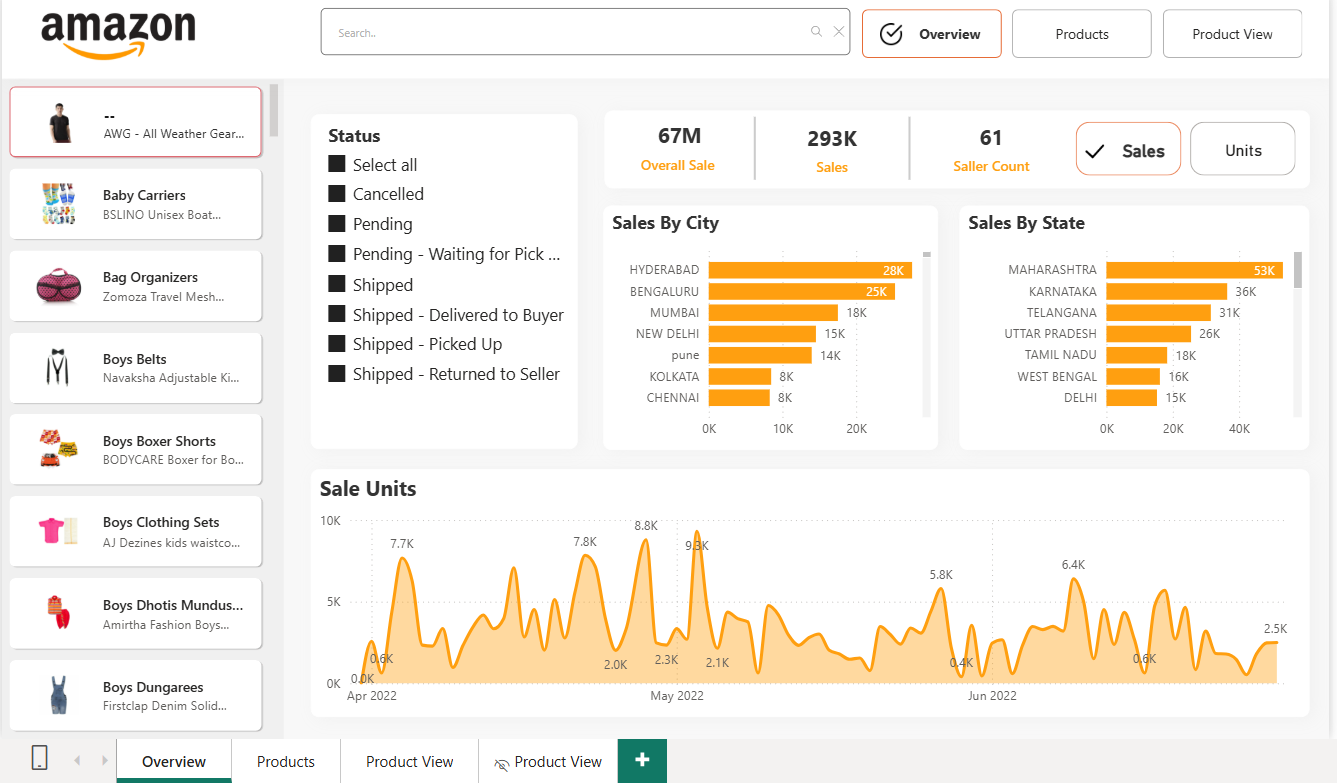 amazon
Search..
Overview
Products
Product View
--
AWG - All Weather Gear...
Baby Carriers
BSLINO Unisex Boat...
Bag Organizers
Zomoza Travel Mesh...
Boys Belts
Navaksha Adjustable Ki...
Boys Boxer Shorts
BODYCARE Boxer for Bo...
Boys Clothing Sets
AJ Dezines kids waistco...
Boys Dhotis Mundus...
Amirtha Fashion Boys...
Boys Dungarees
Firstclap Denim Solid...
Status
Select all
Cancelled
Pending
Pending - Waiting for Pick ...
Shipped
Shipped - Delivered to Buyer
Shipped - Picked Up
Shipped - Returned to Seller
67M
Overall Sale
293K
Sales
61
Saller Count
Sales
Units
Sales By City
HYDERABAD 28K
BENGALURU 25K
MUMBAI 18K
NEW DELHI 15K
pune 14K
KOLKATA 8K
CHENNAI 8K
0K 10K 20K
Sales By State
MAHARASHTRA 53K
KARNATAKA 36K
TELANGANA 31K
UTTAR PRADESH 26K
TAMIL NADU 18K
WEST BENGAL 16K
DELHI 15K
0K 20K 40K
Sale Units
10K
5K
0K
0.0K
0.6K
7.7K
7.8K
2.0K
8.8K
2.3K
9.3K
2.1K
5.8K
0.4K
6.4K
0.6K
2.5K
Apr 2022 May 2022 Jun 2022
Overview
Products
Product View
Product View
+